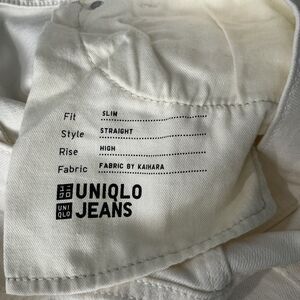 Fit SLIM
Style STRAIGHT
Rise HIGH
Fabric FABRIC BY KAIHARA
ユニ クロ UNIQLO
UNI QLO JEANS